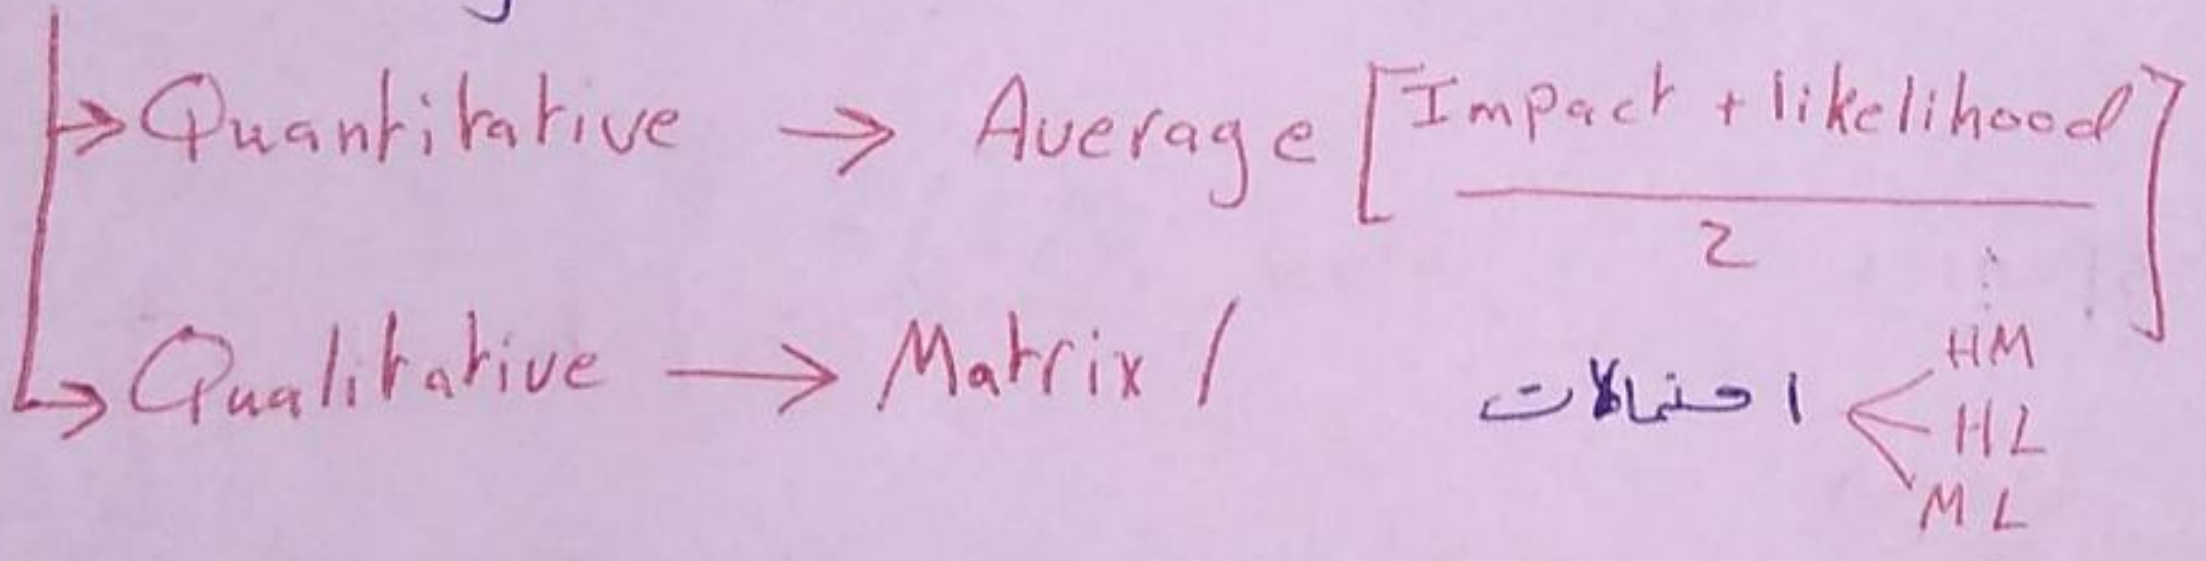 → Quantitative → Average [Impact + likelihood / 2]
→ Qualitative → Matrix /
احتمالات
HM
HL
ML